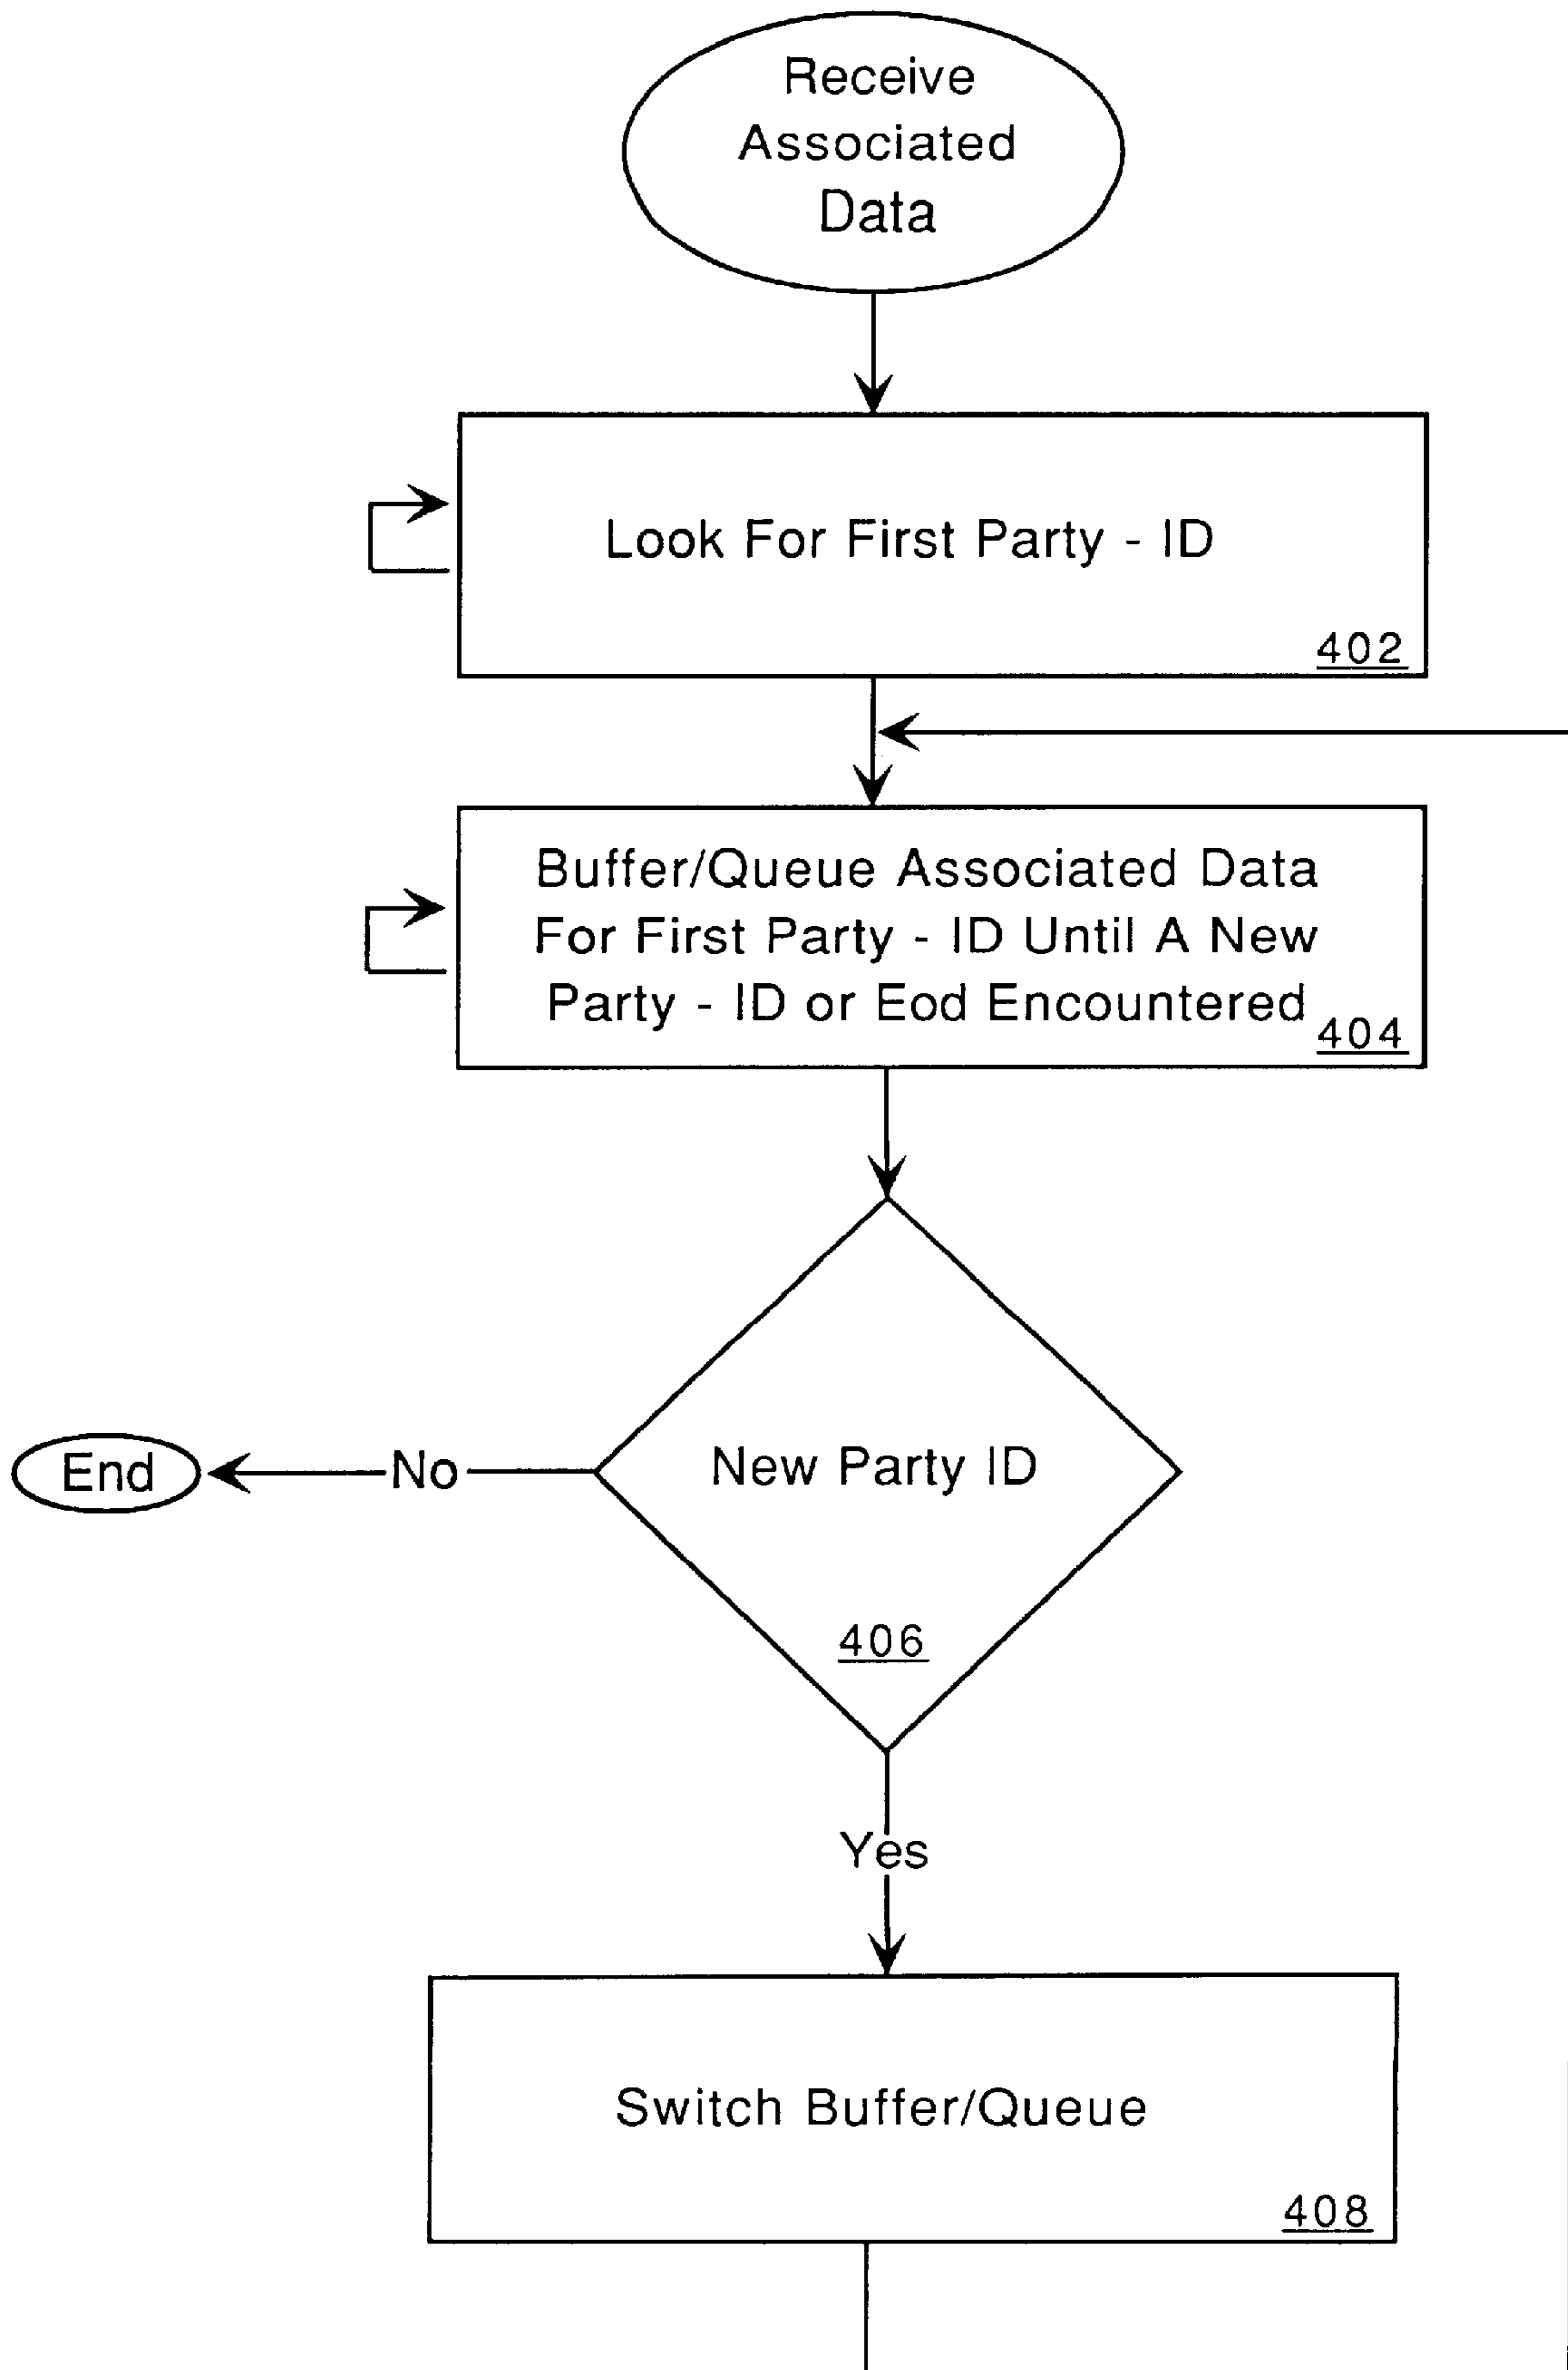 Receive
Associated
Data
Look For First Party - ID
402
Buffer/Queue Associated Data
For First Party - ID Until A New
Party - ID or Eod Encountered
404
New Party ID
406
No
End
Yes
Switch Buffer/Queue
408